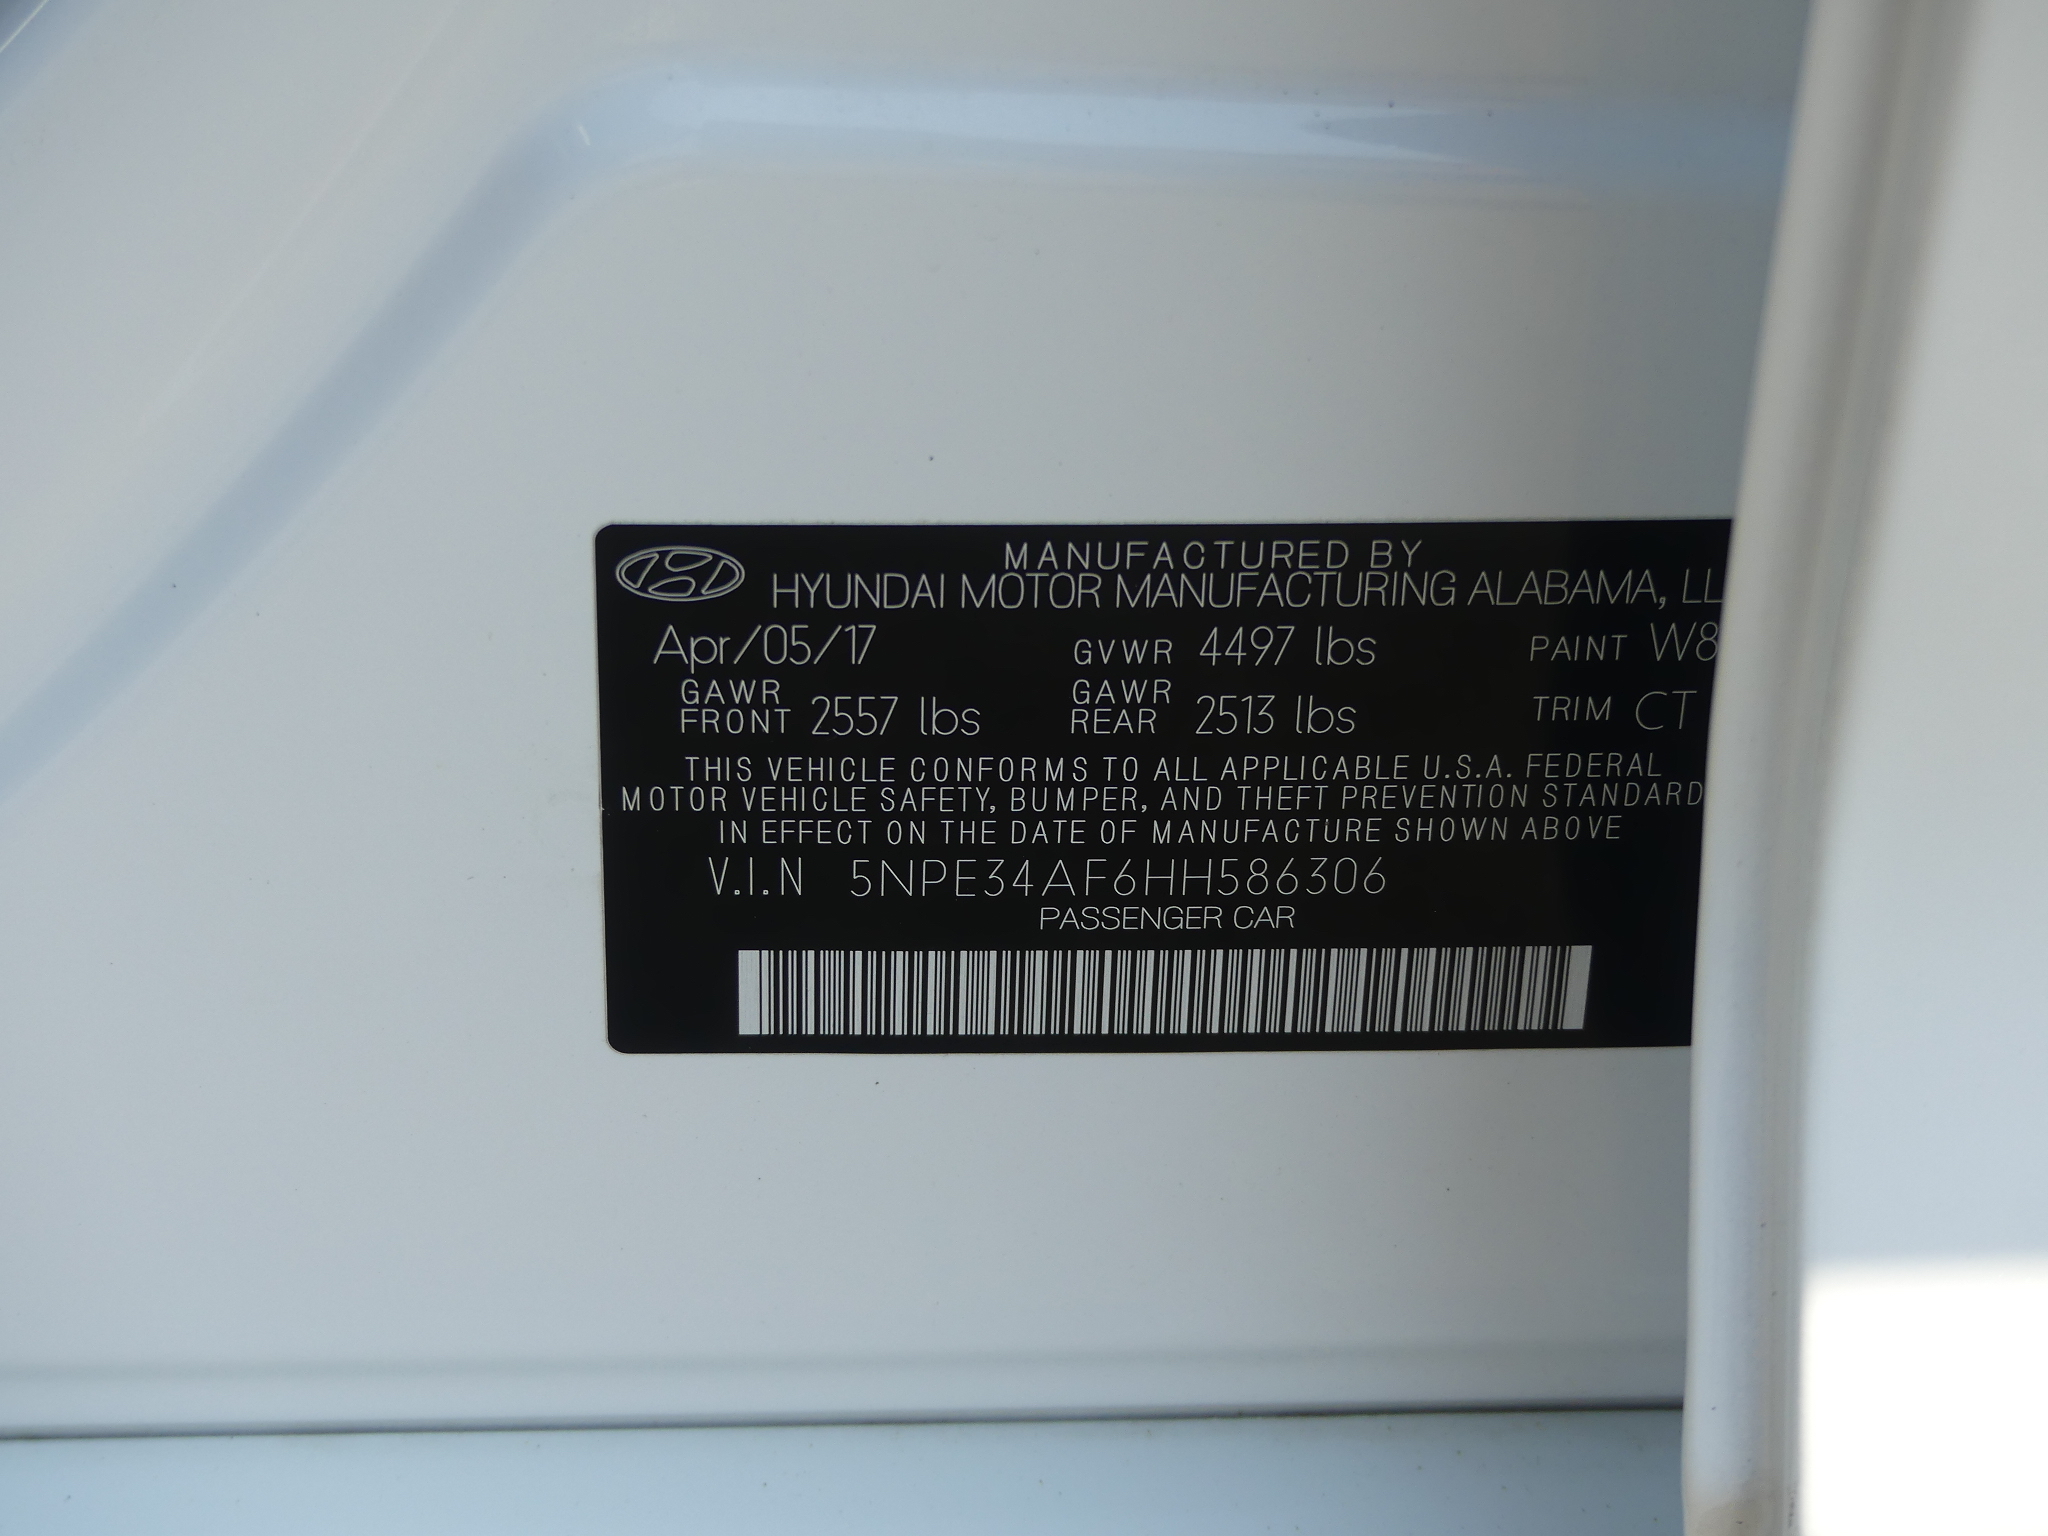 MANUFACTURED BY
HYUNDAI MOTOR MANUFACTURING ALABAMA, LL
Apr/05/17 GVWR 4497 lbs PAINT W8
GAWR FRONT 2557 lbs GAWR REAR 2513 lbs TRIM CT
THIS VEHICLE CONFORMS TO ALL APPLICABLE U.S.A. FEDERAL
MOTOR VEHICLE SAFETY, BUMPER, AND THEFT PREVENTION STANDARD
IN EFFECT ON THE DATE OF MANUFACTURE SHOWN ABOVE
V.I.N 5NPE34AF6HH586306
PASSENGER CAR